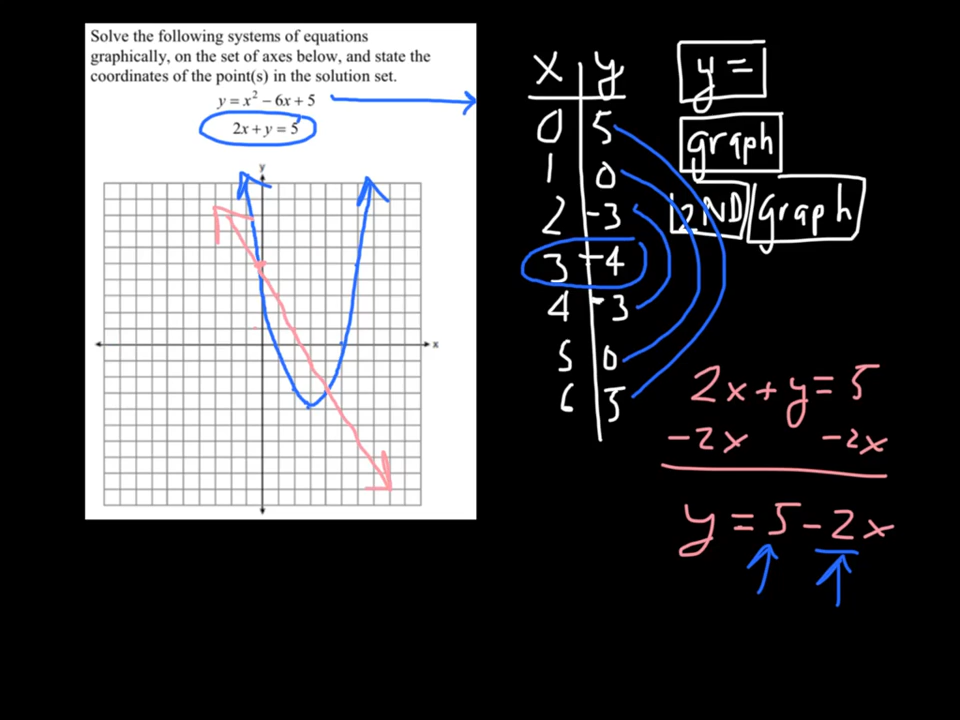 Solve the following systems of equations
graphically, on the set of axes below, and state the
coordinates of the point(s) in the solution set.
y = x² – 6x + 5
2x + y = 5
y
x
x y
0 5
1 0
2 -3
3 -4
4 -3
5 0
6 5
y =
graph
2ND graph
2x + y = 5
-2x -2x
y = 5 - 2x